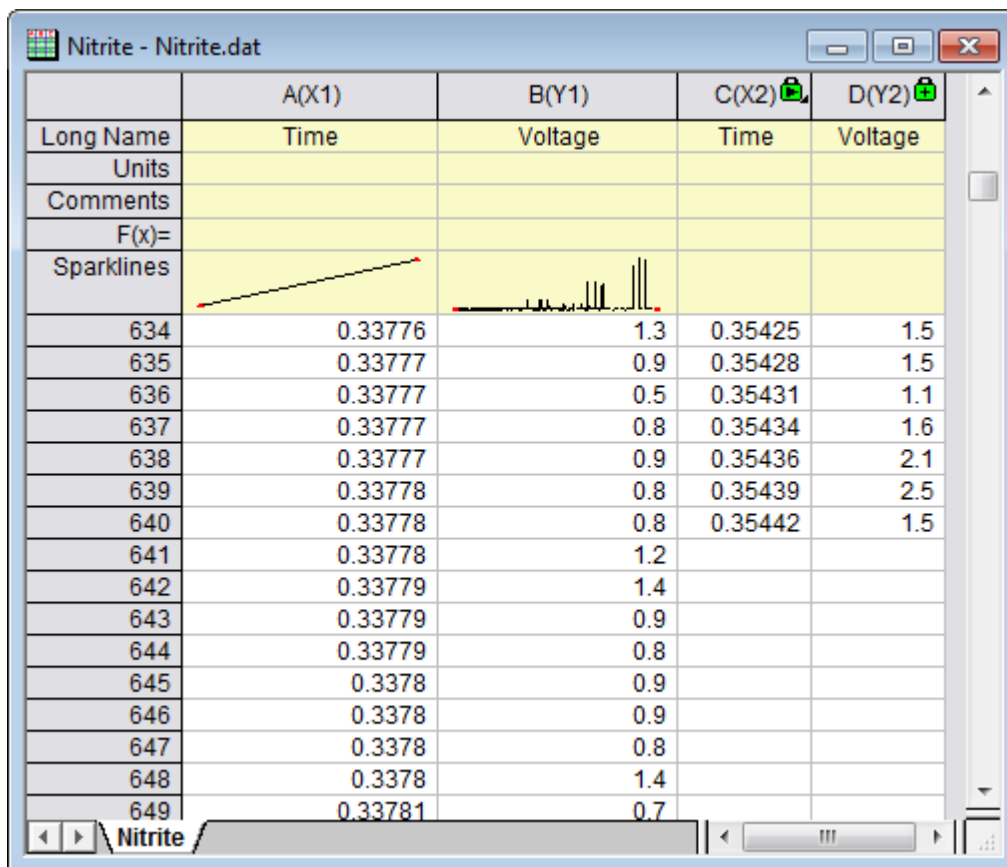 Nitrite - Nitrite.dat
A(X1) B(Y1) C(X2) D(Y2)
Long Name Time Voltage Time Voltage
Units
Comments
F(x)=
Sparklines
634 0.33776 1.3 0.35425 1.5
635 0.33777 0.9 0.35428 1.5
636 0.33777 0.5 0.35431 1.1
637 0.33777 0.8 0.35434 1.6
638 0.33777 0.9 0.35436 2.1
639 0.33778 0.8 0.35439 2.5
640 0.33778 0.8 0.35442 1.5
641 0.33778 1.2
642 0.33779 1.4
643 0.33779 0.9
644 0.33779 0.8
645 0.3378 0.9
646 0.3378 0.9
647 0.3378 0.8
648 0.3378 1.4
649 0.33781 0.7
Nitrite